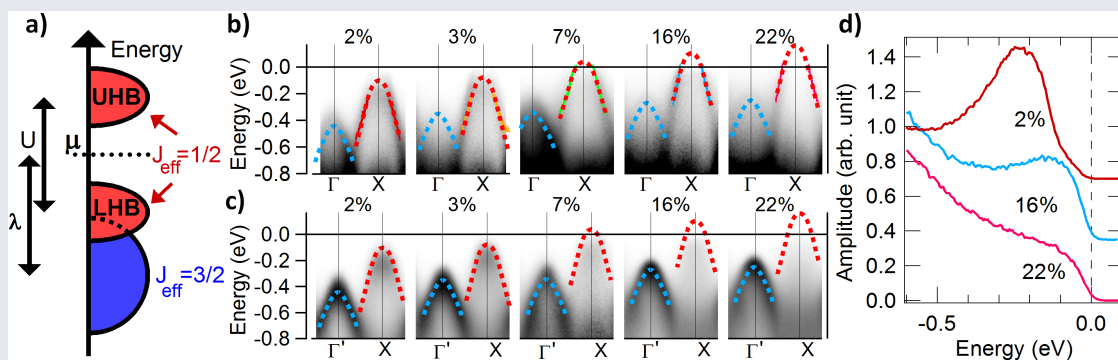 a)
Energy
UHB
U
μ
J_eff=1/2
LHB
λ
J_eff=3/2
b)
2% 3% 7% 16% 22%
Energy (eV)
0.0
-0.2
-0.4
-0.6
-0.8
Γ X Γ X Γ X Γ X Γ X
c)
2% 3% 7% 16% 22%
Energy (eV)
0.0
-0.2
-0.4
-0.6
-0.8
Γ' X Γ' X Γ' X Γ' X Γ' X
d)
Amplitude (arb. unit)
1.4
1.2
1.0
0.8
0.6
0.4
0.2
0.0
2%
16%
22%
-0.5 0.0
Energy (eV)